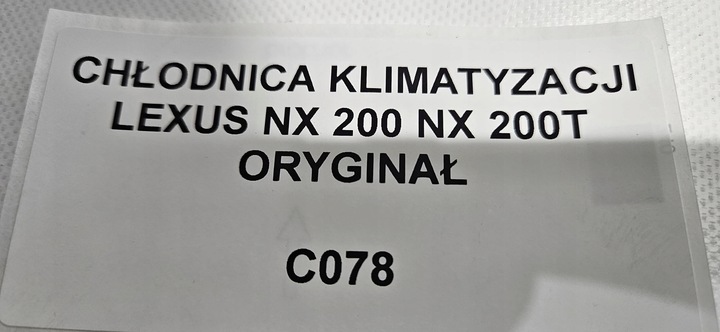 CHŁODNICA KLIMATYZACJI
LEXUS NX 200 NX 200T
ORYGINAŁ
C078